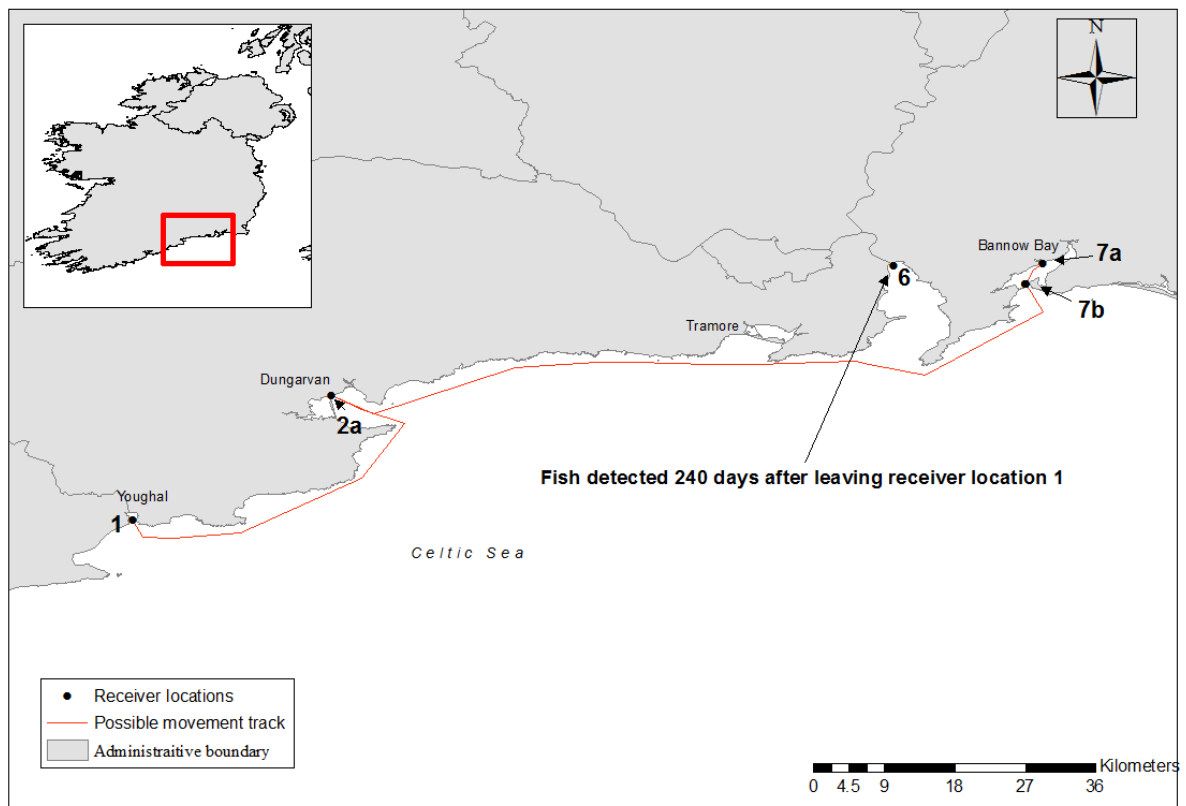 N
Bannow Bay
7a
6
7b
Tramore
Dungarvan
2a
Fish detected 240 days after leaving receiver location 1
Youghal
1
Celtic Sea
Receiver locations
Possible movement track
Administraitive boundary
Kilometers
0 4.5 9 18 27 36